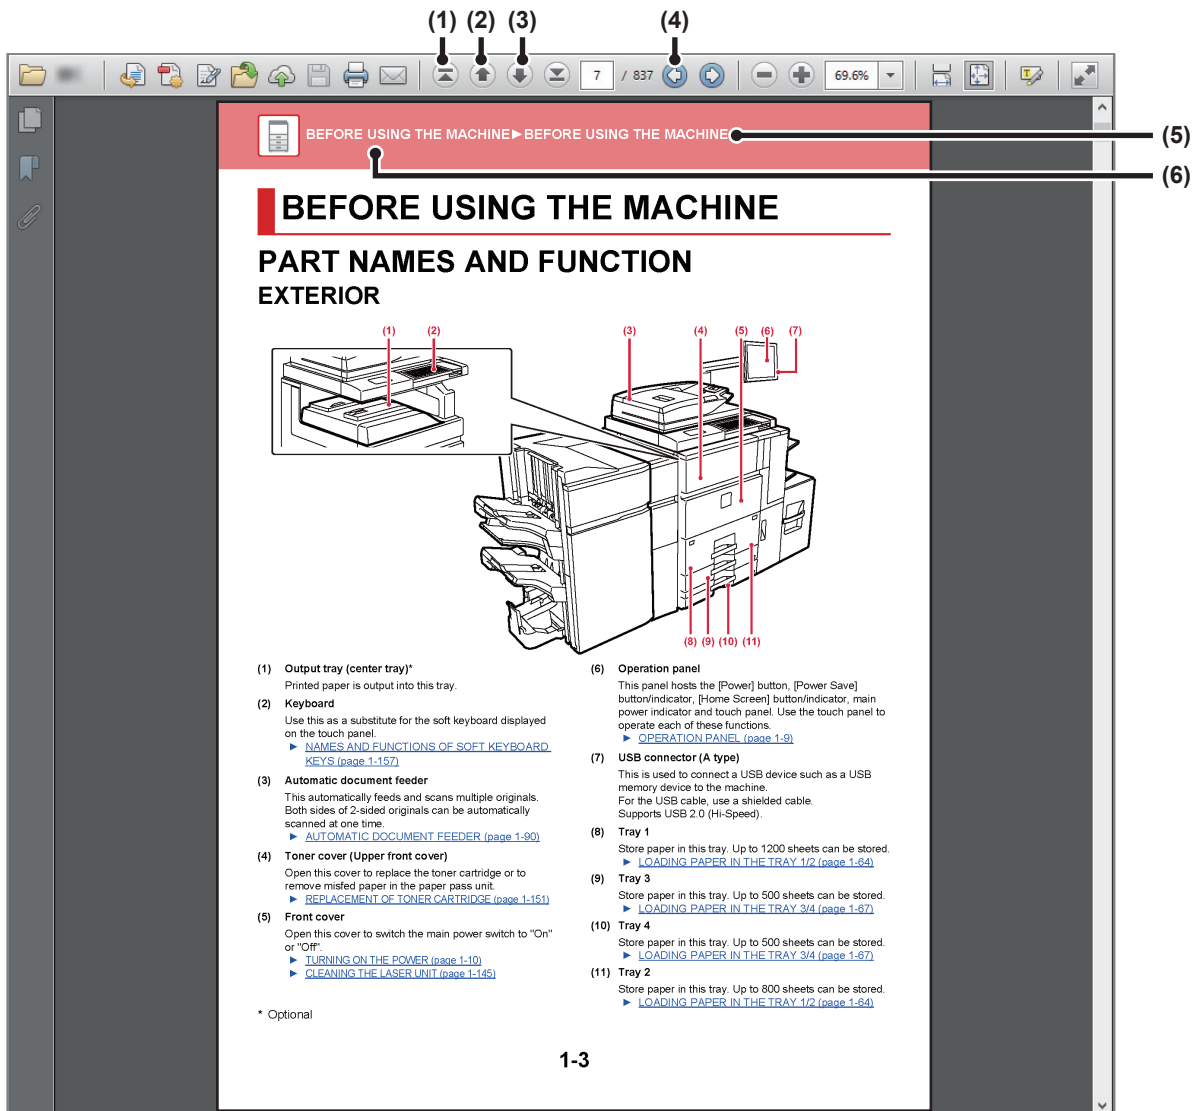 (1) (2) (3) (4)
7 / 837 69.6%
BEFORE USING THE MACHINE►BEFORE USING THE MACHINE
(5)
(6)
BEFORE USING THE MACHINE
PART NAMES AND FUNCTION
EXTERIOR
(1) (2) (3) (4) (5) (6) (7)
(8) (9) (10) (11)
(1) Output tray (center tray)*
Printed paper is output into this tray.
(2) Keyboard
Use this as a substitute for the soft keyboard displayed
on the touch panel.
► NAMES AND FUNCTIONS OF SOFT KEYBOARD
KEYS (page 1-157)
(3) Automatic document feeder
This automatically feeds and scans multiple originals.
Both sides of 2-sided originals can be automatically
scanned at one time.
► AUTOMATIC DOCUMENT FEEDER (page 1-90)
(4) Toner cover (Upper front cover)
Open this cover to replace the toner cartridge or to
remove misfed paper in the paper pass unit.
► REPLACEMENT OF TONER CARTRIDGE (page 1-151)
(5) Front cover
Open this cover to switch the main power switch to "On"
or "Off".
► TURNING ON THE POWER (page 1-10)
► CLEANING THE LASER UNIT (page 1-145)
(6) Operation panel
This panel hosts the [Power] button, [Power Save]
button/indicator, [Home Screen] button/indicator, main
power indicator and touch panel. Use the touch panel to
operate each of these functions.
► OPERATION PANEL (page 1-9)
(7) USB connector (A type)
This is used to connect a USB device such as a USB
memory device to the machine.
For the USB cable, use a shielded cable.
Supports USB 2.0 (Hi-Speed).
(8) Tray 1
Store paper in this tray. Up to 1200 sheets can be stored.
► LOADING PAPER IN THE TRAY 1/2 (page 1-64)
(9) Tray 3
Store paper in this tray. Up to 500 sheets can be stored.
► LOADING PAPER IN THE TRAY 3/4 (page 1-67)
(10) Tray 4
Store paper in this tray. Up to 500 sheets can be stored.
► LOADING PAPER IN THE TRAY 3/4 (page 1-67)
(11) Tray 2
Store paper in this tray. Up to 800 sheets can be stored.
► LOADING PAPER IN THE TRAY 1/2 (page 1-64)
* Optional
1-3